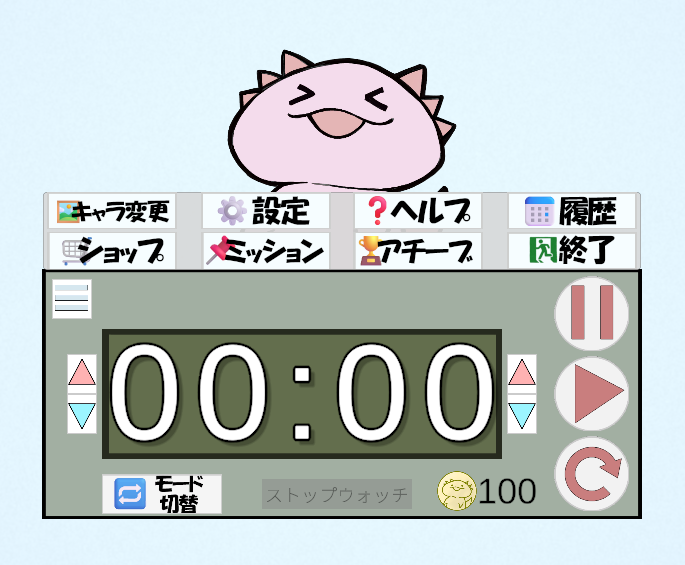 キャラ変更 設定 ヘルプ 履歴
ショップ ミッション アチーブ 終了
00:00
モード
切替
ストップウォッチ
100